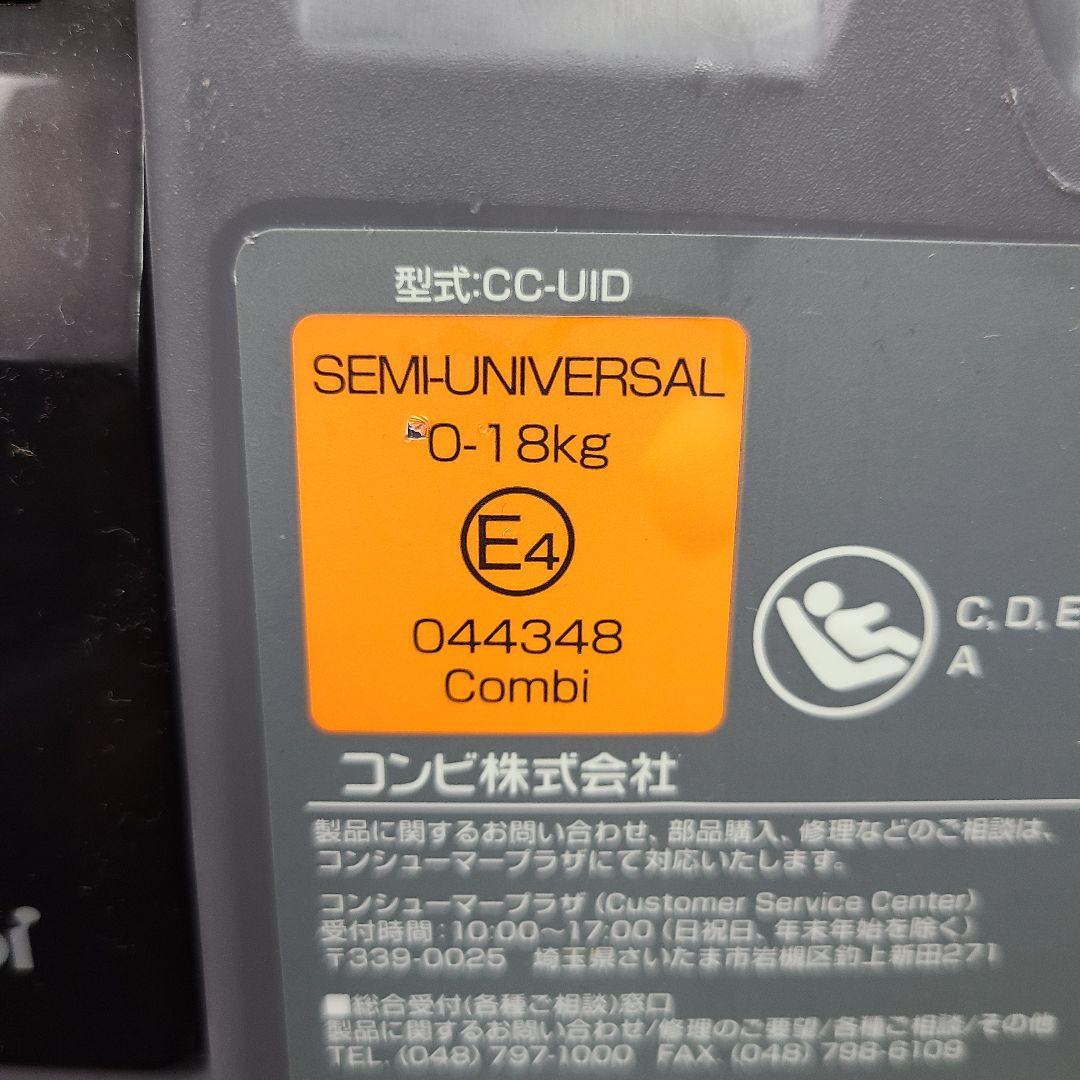 型式:CC-UID
SEMI-UNIVERSAL
0-18kg
E4
044348
Combi
C, D, E
A
コンビ株式会社
製品に関するお問い合わせ、部品購入、修理などのご相談は、
コンシューマープラザにて対応いたします。
コンシューマープラザ (Customer Service Center)
受付時間:10:00〜17:00 (日祝日、年末年始を除く)
〒339-0025 埼玉県さいたま市岩槻区釣上新田271
■総合受付(各種ご相談)窓口
製品に関するお問い合わせ/修理のご要望/各種ご相談/その他
TEL. (048) 797-1000 FAX. (048) 798-6109